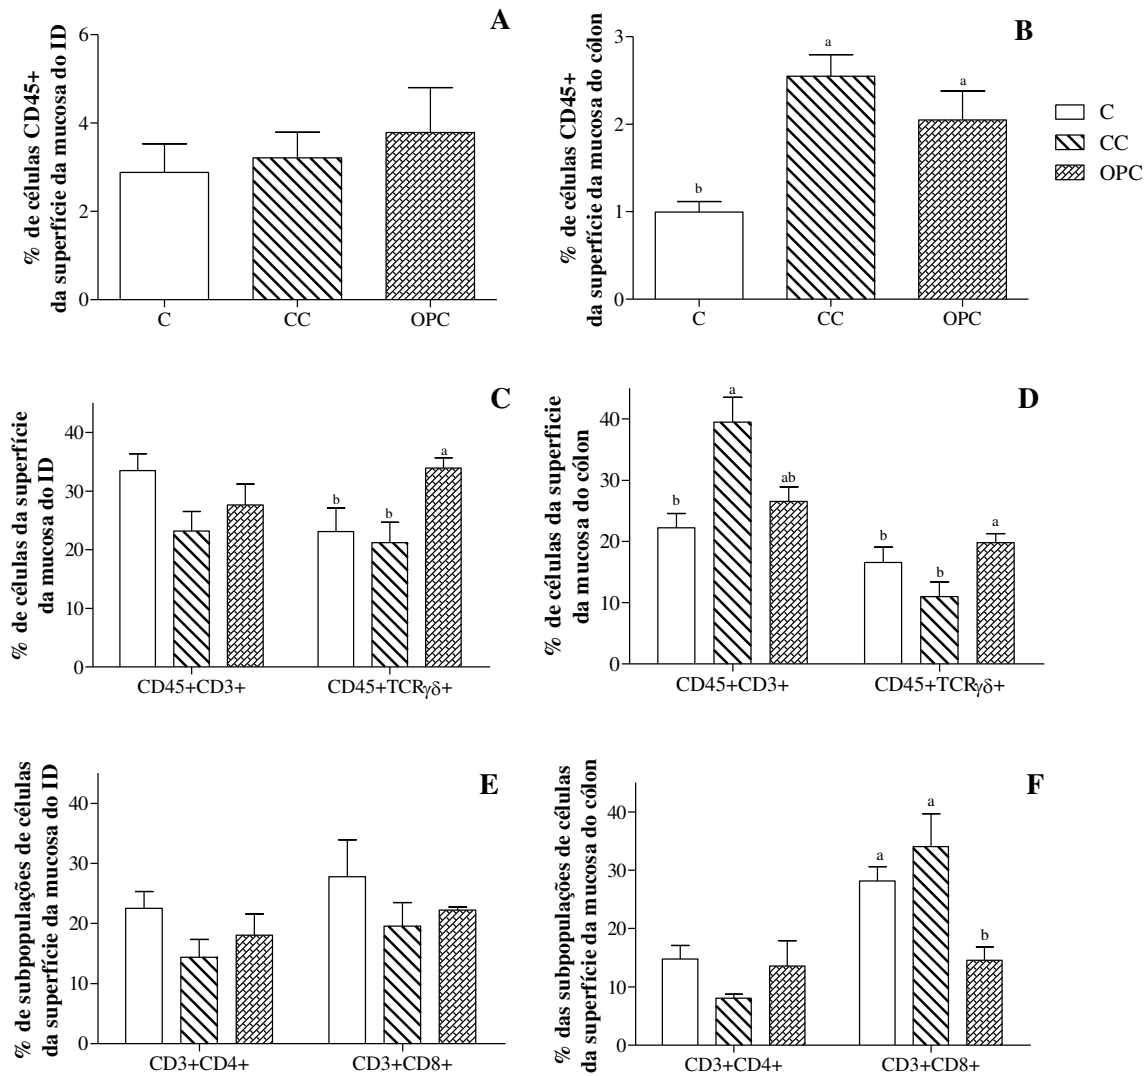 A
% de células CD45+
da superfície da mucosa do ID
6
4
2
0
C
CC
OPC
B
% de células CD45+
da superfície da mucosa do cólon
3
2
1
0
b
a
a
C
CC
OPC
C
CC
OPC
C
% de células da superfície
da mucosa do ID
40
30
20
10
0
b
b
a
CD45+CD3+
CD45+TCRγδ+
D
% de células da superfície
da mucosa do cólon
40
30
20
10
0
b
a
ab
b
b
a
CD45+CD3+
CD45+TCRγδ+
E
% de subpopulações de células
da superfície da mucosa do ID
40
30
20
10
0
CD3+CD4+
CD3+CD8+
F
% das subpopulações de células
da superfície da mucosa do cólon
40
30
20
10
0
a
a
b
CD3+CD4+
CD3+CD8+